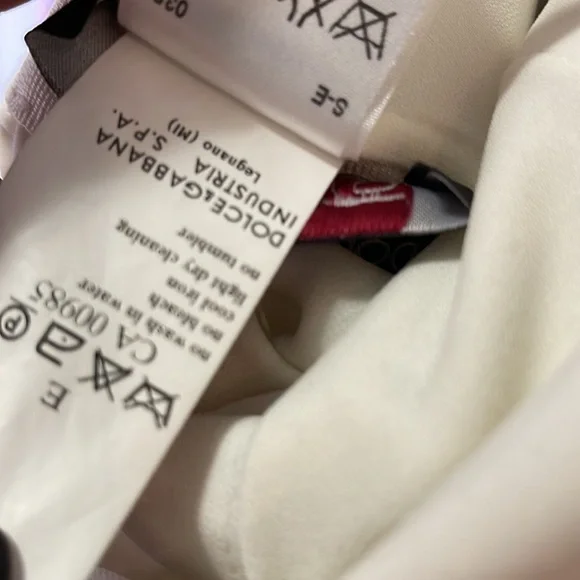 E
CA 00985
no wash in water
no bleach
cool iron
light dry cleaning
no tumbler
DOLCE&GABBANA
INDUSTRIA S.P.A.
Legnano (MI)
S-E